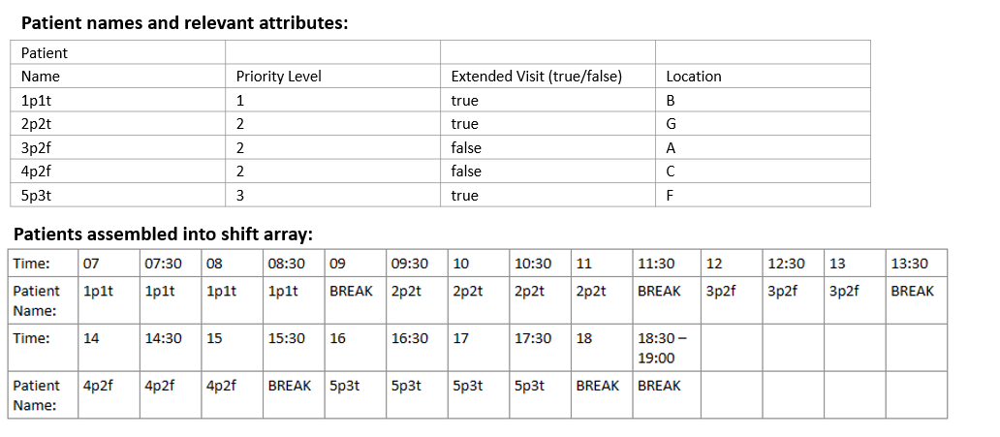 Patient names and relevant attributes:
Patient
Name Priority Level Extended Visit (true/false) Location
1p1t 1 true B
2p2t 2 true G
3p2f 2 false A
4p2f 2 false C
5p3t 3 true F
Patients assembled into shift array:
Time: 07 07:30 08 08:30 09 09:30 10 10:30 11 11:30 12 12:30 13 13:30
Patient 1p1t 1p1t 1p1t 1p1t BREAK 2p2t 2p2t 2p2t 2p2t BREAK 3p2f 3p2f 3p2f BREAK
Name:
Time: 14 14:30 15 15:30 16 16:30 17 17:30 18 18:30 –
19:00
Patient 4p2f 4p2f 4p2f BREAK 5p3t 5p3t 5p3t 5p3t BREAK BREAK
Name: